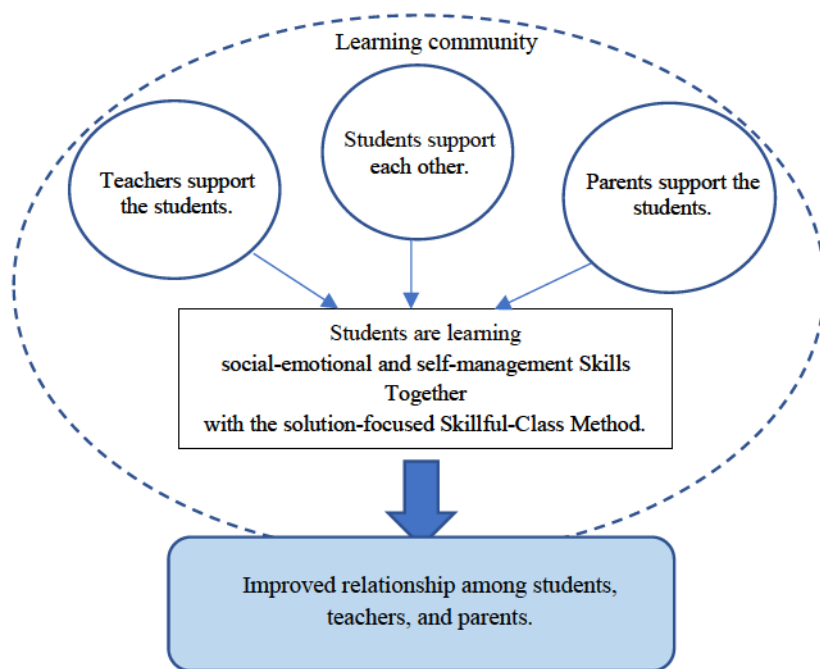 Learning community
Teachers support
the students.
Students support
each other.
Parents support the
students.
Students are learning
social-emotional and self-management Skills
Together
with the solution-focused Skillful-Class Method.
Improved relationship among students,
teachers, and parents.